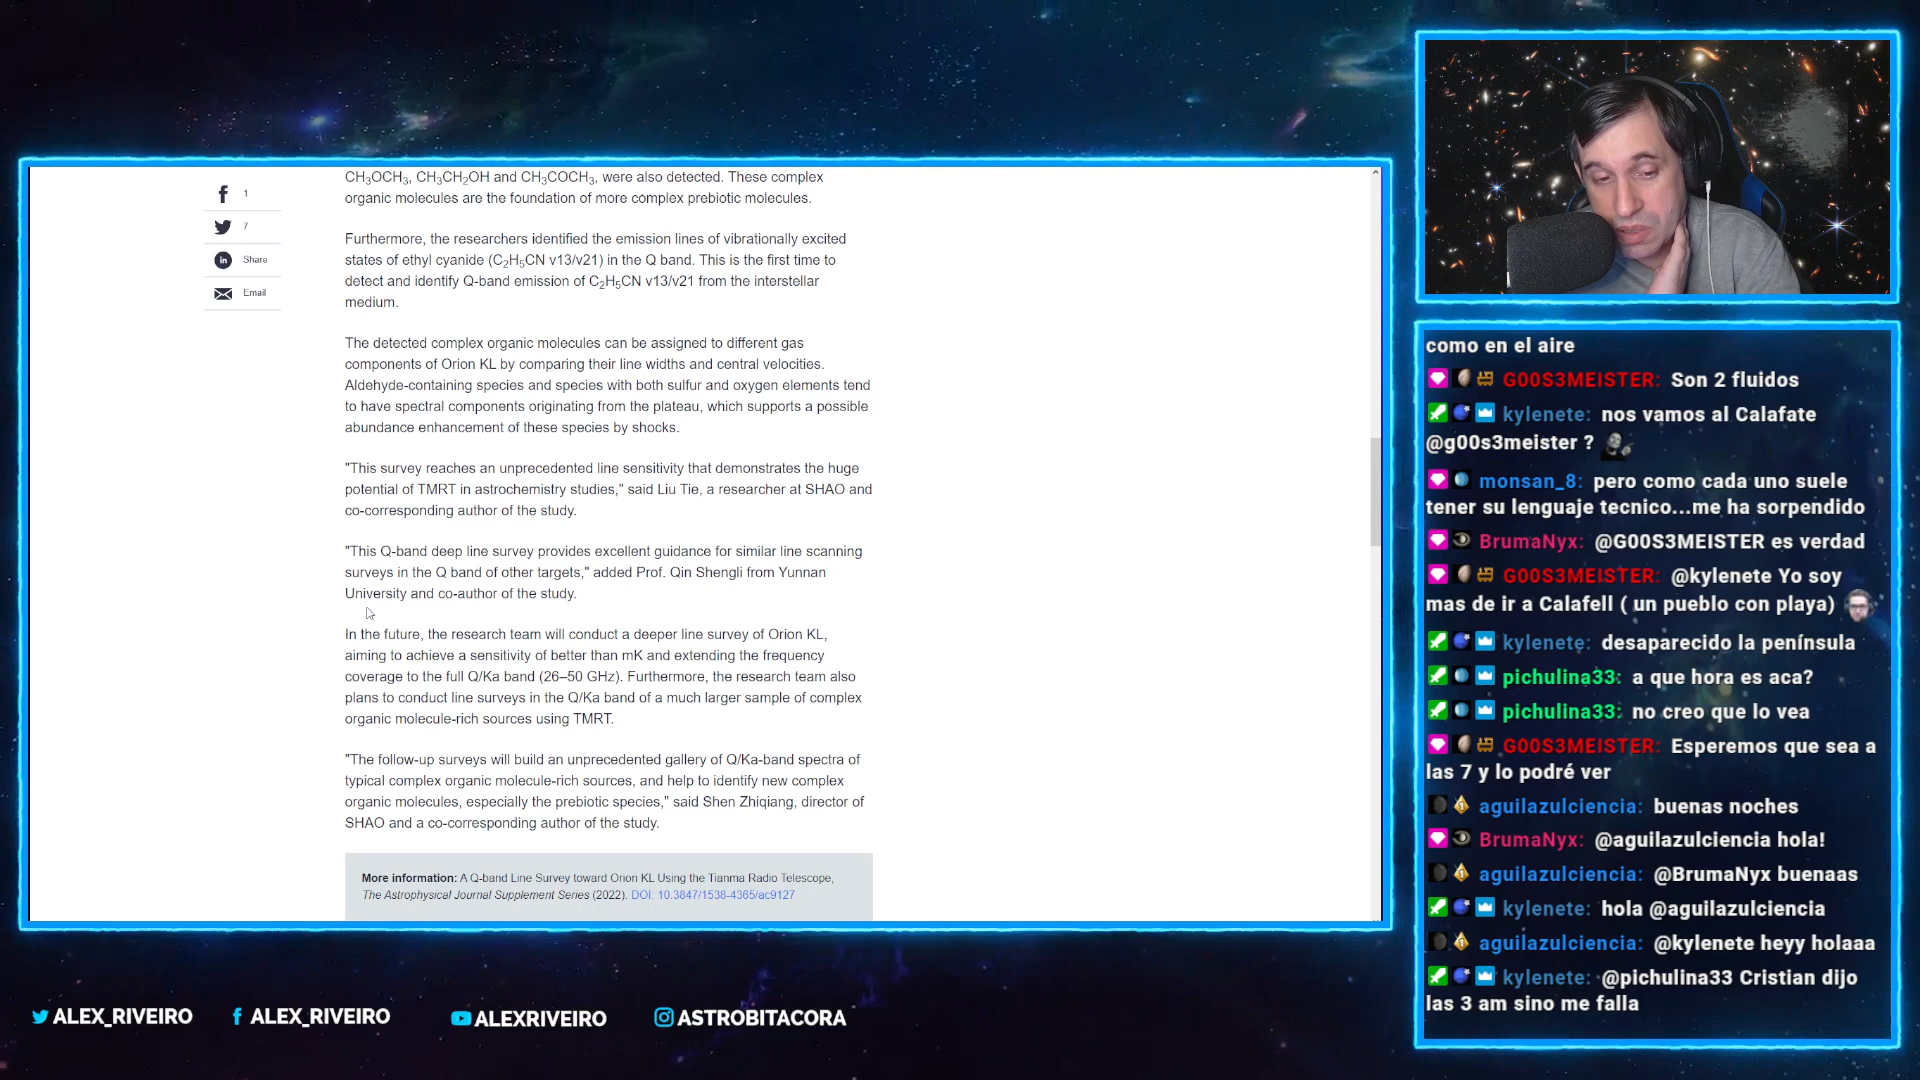 1
7
Share
Email
CH₃OCH₃, CH₃CH₂OH and CH₃COCH₃, were also detected. These complex
organic molecules are the foundation of more complex prebiotic molecules.
Furthermore, the researchers identified the emission lines of vibrationally excited
states of ethyl cyanide (C₂H₅CN v13/v21) in the Q band. This is the first time to
detect and identify Q-band emission of C₂H₅CN v13/v21 from the interstellar
medium.
The detected complex organic molecules can be assigned to different gas
components of Orion KL by comparing their line widths and central velocities.
Aldehyde-containing species and species with both sulfur and oxygen elements tend
to have spectral components originating from the plateau, which supports a possible
abundance enhancement of these species by shocks.
"This survey reaches an unprecedented line sensitivity that demonstrates the huge
potential of TMRT in astrochemistry studies," said Liu Tie, a researcher at SHAO and
co-corresponding author of the study.
"This Q-band deep line survey provides excellent guidance for similar line scanning
surveys in the Q band of other targets," added Prof. Qin Shengli from Yunnan
University and co-author of the study.
In the future, the research team will conduct a deeper line survey of Orion KL,
aiming to achieve a sensitivity of better than mK and extending the frequency
coverage to the full Q/Ka band (26–50 GHz). Furthermore, the research team also
plans to conduct line surveys in the Q/Ka band of a much larger sample of complex
organic molecule-rich sources using TMRT.
"The follow-up surveys will build an unprecedented gallery of Q/Ka-band spectra of
typical complex organic molecule-rich sources, and help to identify new complex
organic molecules, especially the prebiotic species," said Shen Zhiqiang, director of
SHAO and a co-corresponding author of the study.
More information: A Q-band Line Survey toward Orion KL Using the Tianma Radio Telescope,
The Astrophysical Journal Supplement Series (2022). DOI: 10.3847/1538-4365/ac9127
como en el aire
G00S3MEISTER: Son 2 fluidos
kylenete: nos vamos al Calafate
@g00s3meister ?
monsan_8: pero como cada uno suele
tener su lenguaje tecnico...me ha sorpendido
BrumaNyx: @G00S3MEISTER es verdad
G00S3MEISTER: @kylenete Yo soy
mas de ir a Calafell ( un pueblo con playa)
kylenete: desaparecido la península
pichulina33: a que hora es aca?
pichulina33: no creo que lo vea
G00S3MEISTER: Esperemos que sea a
las 7 y lo podré ver
aguilazulciencia: buenas noches
BrumaNyx: @aguilazulciencia hola!
aguilazulciencia: @BrumaNyx buenaas
kylenete: hola @aguilazulciencia
aguilazulciencia: @kylenete heyy holaaa
kylenete: @pichulina33 Cristian dijo
las 3 am sino me falla
ALEX_RIVEIRO
ALEX_RIVEIRO
ALEXRIVEIRO
ASTROBITACORA